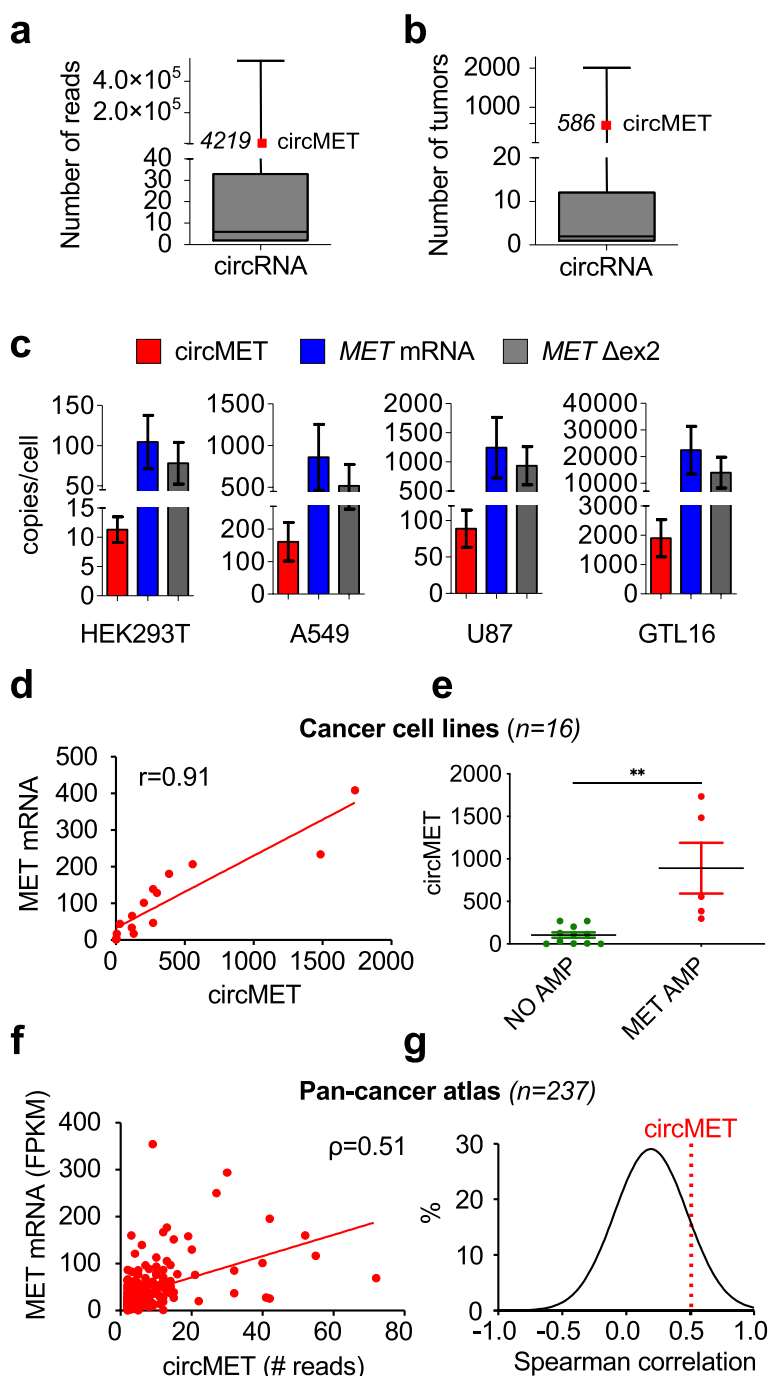 a
Number of reads
4.0×10⁵
2.0×10⁵
40
30
20
10
0
4219
circMET
circRNA
b
Number of tumors
2000
1000
20
10
0
586
circMET
circRNA
c
circMET
MET mRNA
MET Δex2
copies/cell
150
100
50
15
10
5
0
HEK293T
1500
1000
500
200
100
0
A549
2000
1500
1000
500
100
50
0
U87
40000
30000
20000
10000
3000
2000
1000
0
GTL16
d
e
Cancer cell lines (n=16)
MET mRNA
500
400
300
200
100
0
r=0.91
0
500
1000
1500
2000
circMET
circMET
2000
1500
1000
500
0
**
NO AMP
MET AMP
f
g
Pan-cancer atlas (n=237)
MET mRNA (FPKM)
400
300
200
100
0
ρ=0.51
0
20
40
60
80
circMET (# reads)
circMET
%
30
20
10
0
-1.0
-0.5
0.0
0.5
1.0
Spearman correlation